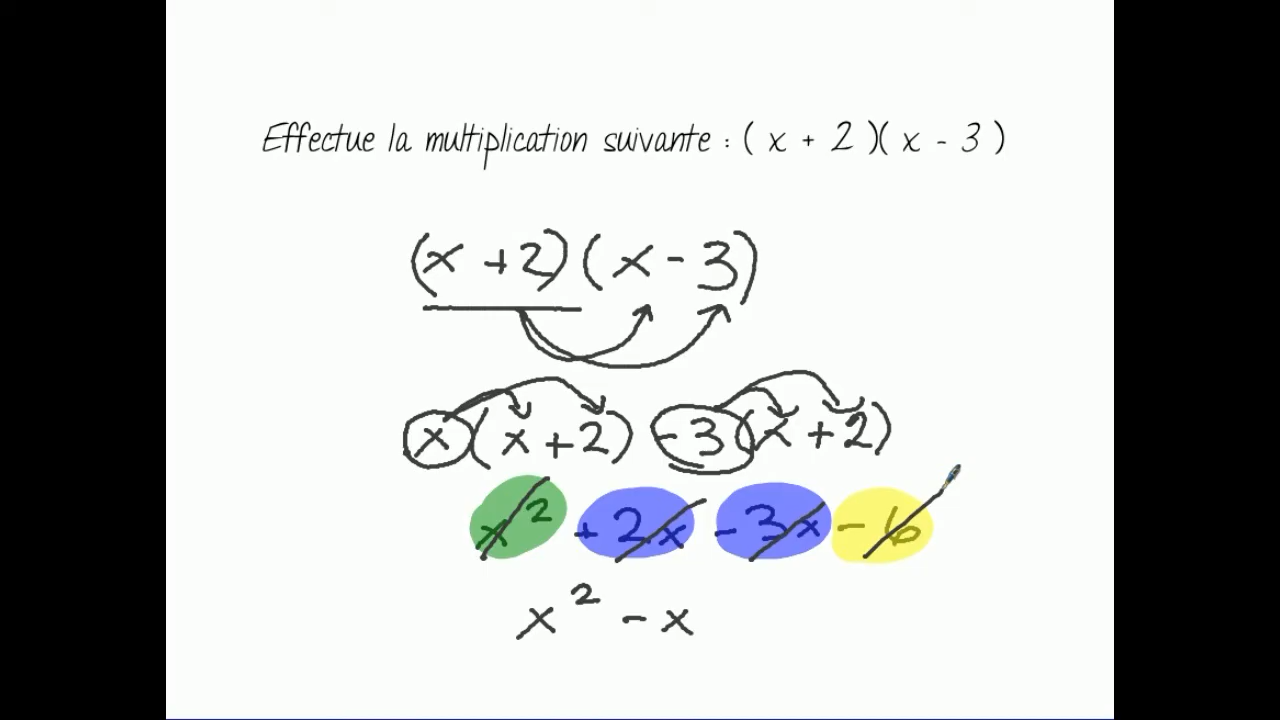 Effectue la multiplication suivante : ( x + 2 )( x - 3 )
(x +2) (x - 3)
x (x +2) -3 (x +2)
x² + 2x - 3x - 6
x² - x